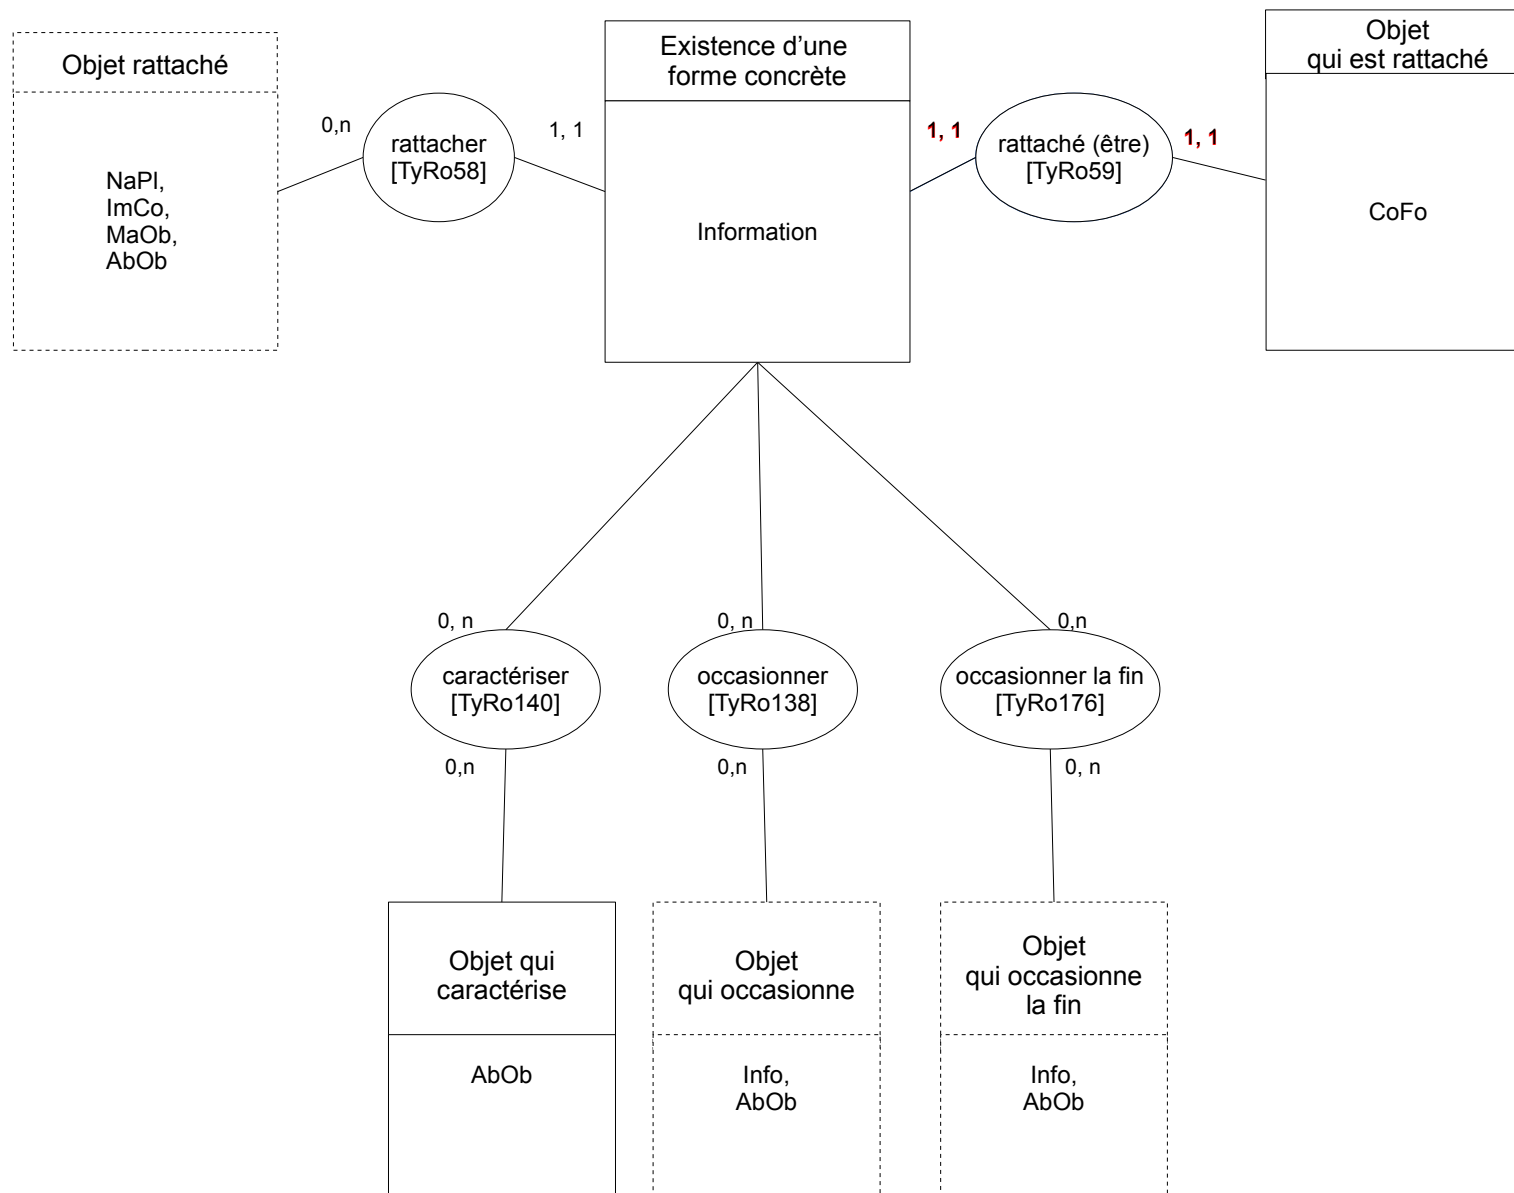 Objet rattaché
NaPl,
ImCo,
MaOb,
AbOb
0,n
rattacher
[TyRo58]
1, 1
Existence d’une
forme concrète
Information
1, 1
rattaché (être)
[TyRo59]
1, 1
Objet
qui est rattaché
CoFo
0, n
caractériser
[TyRo140]
0,n
0, n
occasionner
[TyRo138]
0,n
0,n
occasionner la fin
[TyRo176]
0, n
Objet qui
caractérise
AbOb
Objet
qui occasionne
Info,
AbOb
Objet
qui occasionne
la fin
Info,
AbOb